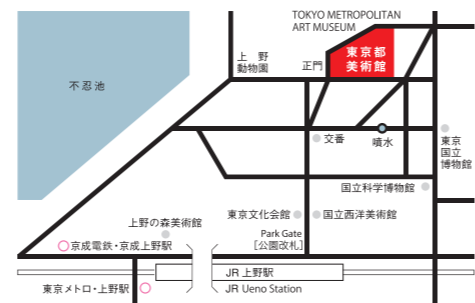 TOKYO METROPOLITAN
ART MUSEUM
東京都
美術館
上野
動物園
正門
不忍池
交番
噴水
東京
国立
博物館
国立科学博物館
東京文化会館
国立西洋美術館
上野の森美術館
Park Gate
［公園改札］
京成電鉄・京成上野駅
JR 上野駅
東京メトロ・上野駅
JR Ueno Station